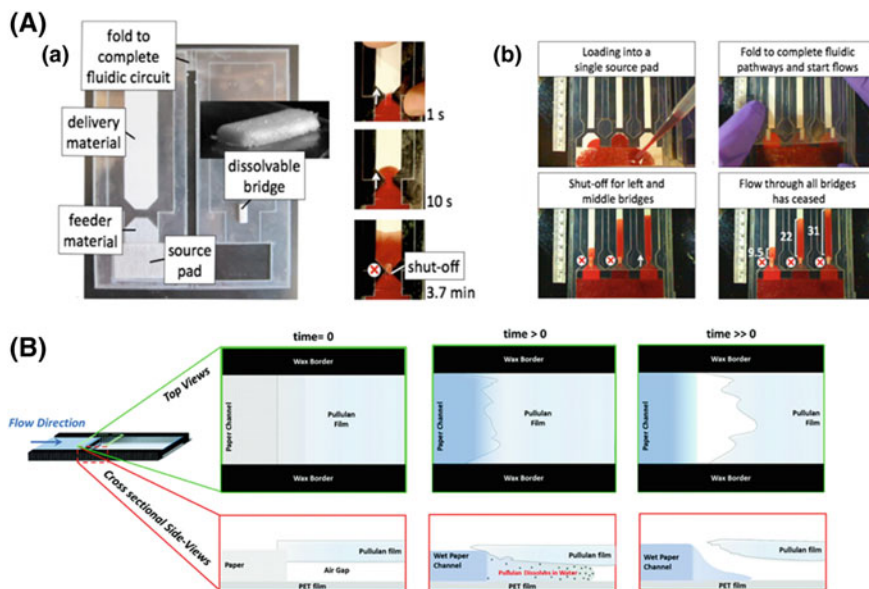 (A)
(a)
fold to
complete
fluidic circuit
delivery
material
dissolvable
bridge
feeder
material
source
pad
1 s
10s
shut-off
3.7 min
(b)
Loading into a
single source pad
Fold to complete fluidic
pathways and start flows
Shut-off for left and
middle bridges
Flow through all bridges
has ceased
9.5
22
31
(B)
Flow Direction
Top Views
Cross sectional Side-Views
time= 0
Wax Border
Paper Channel
Pullulan
Film
Wax Border
time > 0
Wax Border
Paper Channel
Pullulan
Film
Wax Border
time >> 0
Wax Border
Paper Channel
Pullulan
Film
Wax Border
Paper
Pullulan film
Air Gap
PET film
Wet Paper
Channel
Pullulan film
Pullulan Dissolves in Water
PET film
Wet Paper
Channel
Pullulan film
PET film